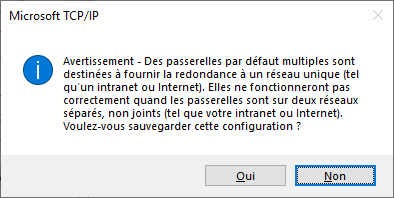 Microsoft TCP/IP
Avertissement - Des passerelles par défaut multiples sont
destinées à fournir la redondance à un réseau unique (tel
qu'un intranet ou Internet). Elles ne fonctionneront pas
correctement quand les passerelles sont sur deux réseaux
séparés, non joints (tel que votre intranet ou Internet).
Voulez-vous sauvegarder cette configuration ?
Oui
Non